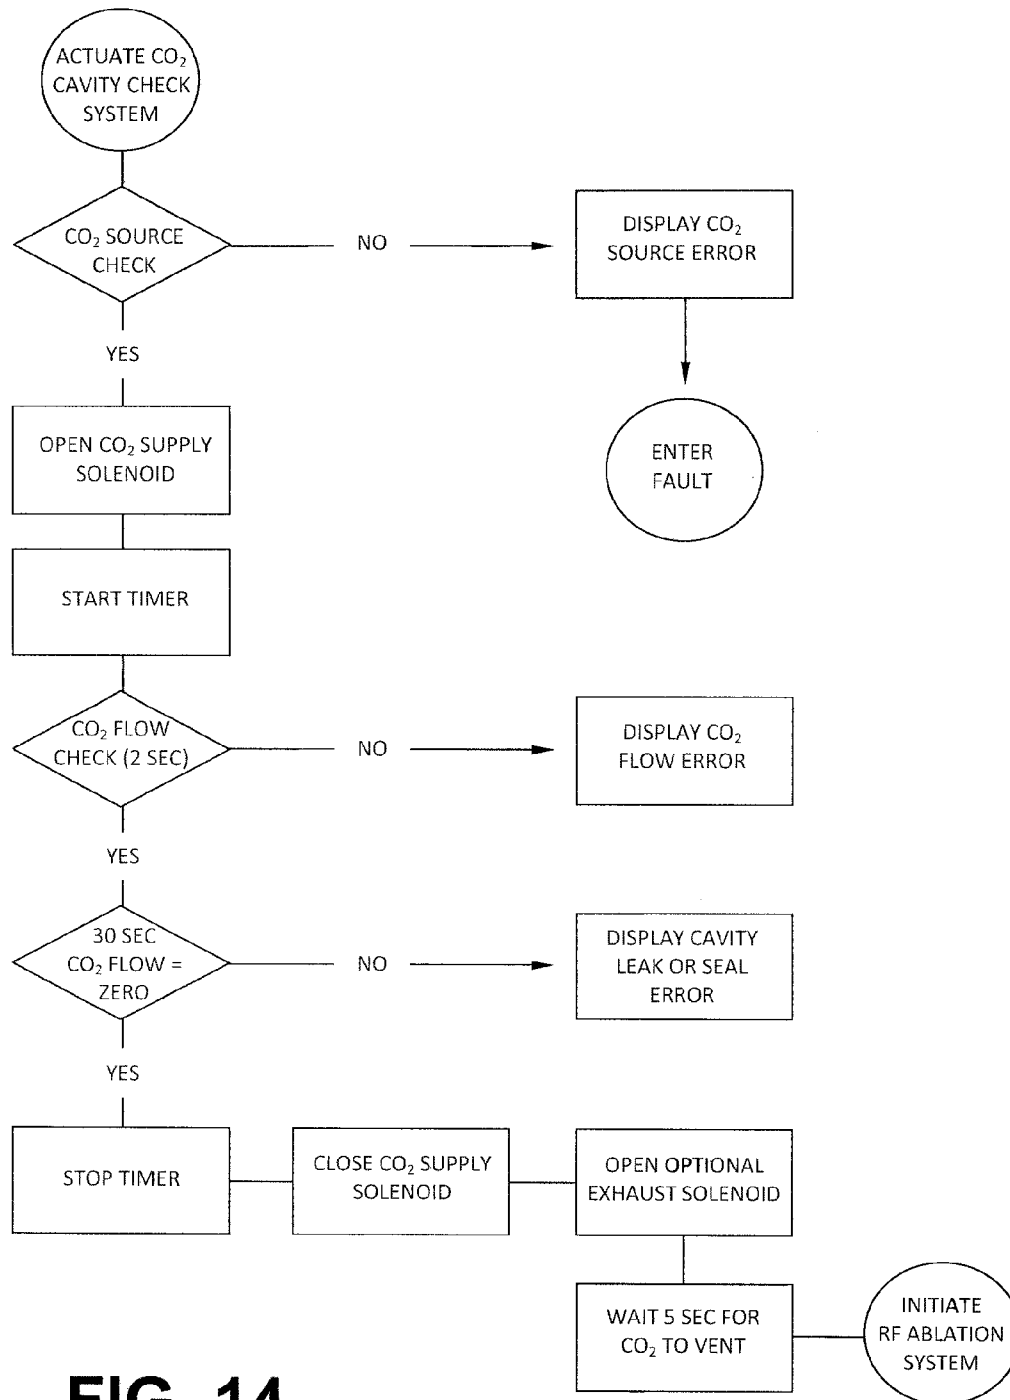 ACTUATE CO₂
CAVITY CHECK
SYSTEM
CO₂ SOURCE
CHECK
NO
DISPLAY CO₂
SOURCE ERROR
YES
ENTER
FAULT
OPEN CO₂ SUPPLY
SOLENOID
START TIMER
CO₂ FLOW
CHECK (2 SEC)
NO
DISPLAY CO₂
FLOW ERROR
YES
30 SEC
CO₂ FLOW =
ZERO
NO
DISPLAY CAVITY
LEAK OR SEAL
ERROR
YES
STOP TIMER
CLOSE CO₂ SUPPLY
SOLENOID
OPEN OPTIONAL
EXHAUST SOLENOID
WAIT 5 SEC FOR
CO₂ TO VENT
INITIATE
RF ABLATION
SYSTEM
FIG. 14